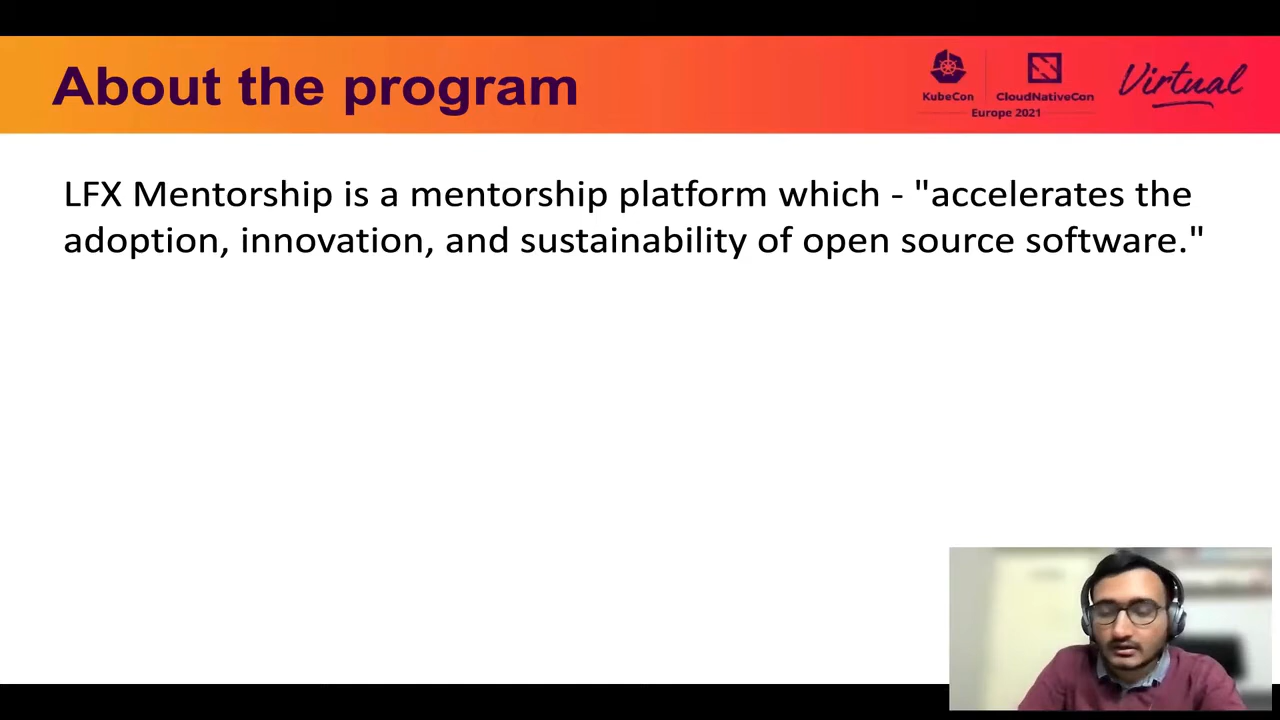 About the program
KubeCon
CloudNativeCon
Europe 2021
Virtual
LFX Mentorship is a mentorship platform which - "accelerates the
adoption, innovation, and sustainability of open source software."